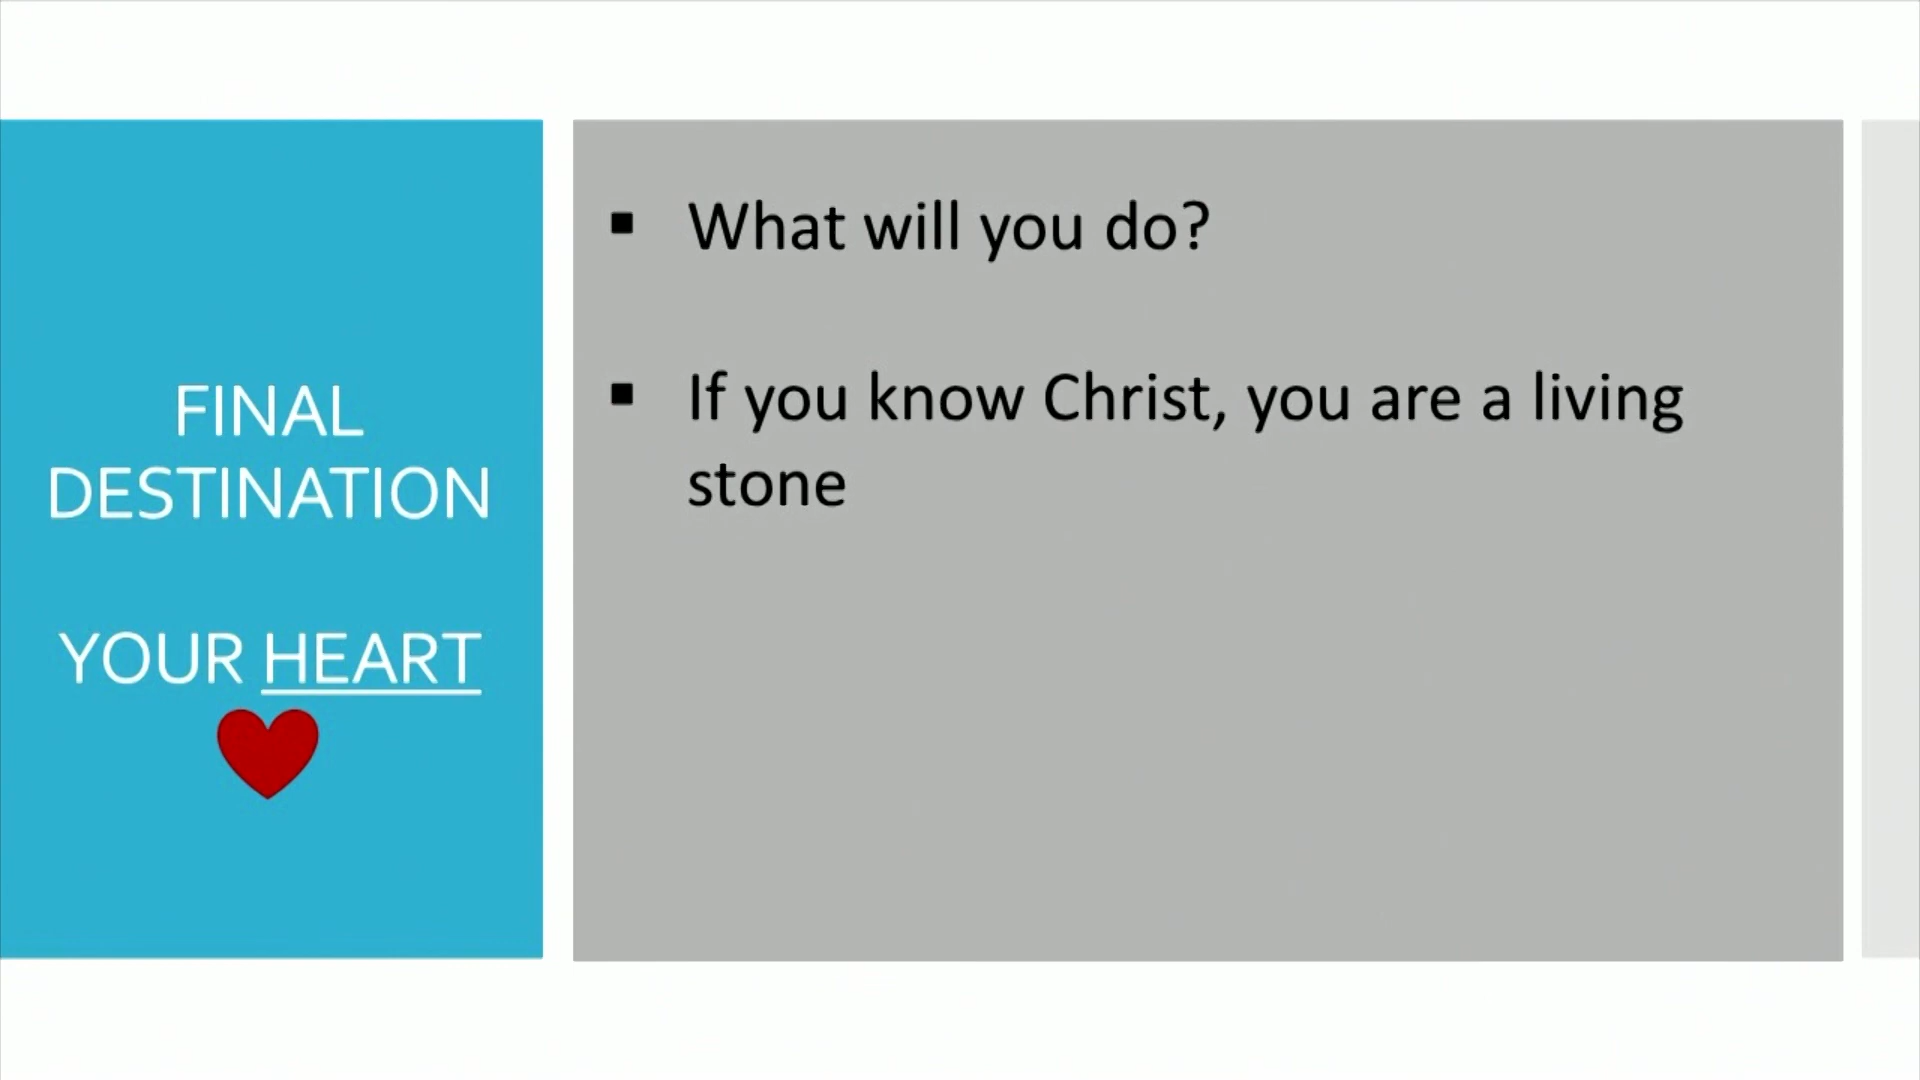 FINAL
DESTINATION
YOUR HEART
▪ What will you do?
▪ If you know Christ, you are a living
stone